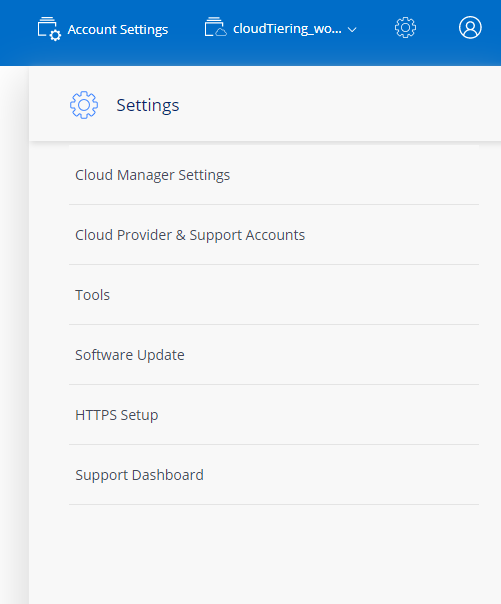 Account Settings
cloudTiering_wo...
Settings
Cloud Manager Settings
Cloud Provider & Support Accounts
Tools
Software Update
HTTPS Setup
Support Dashboard